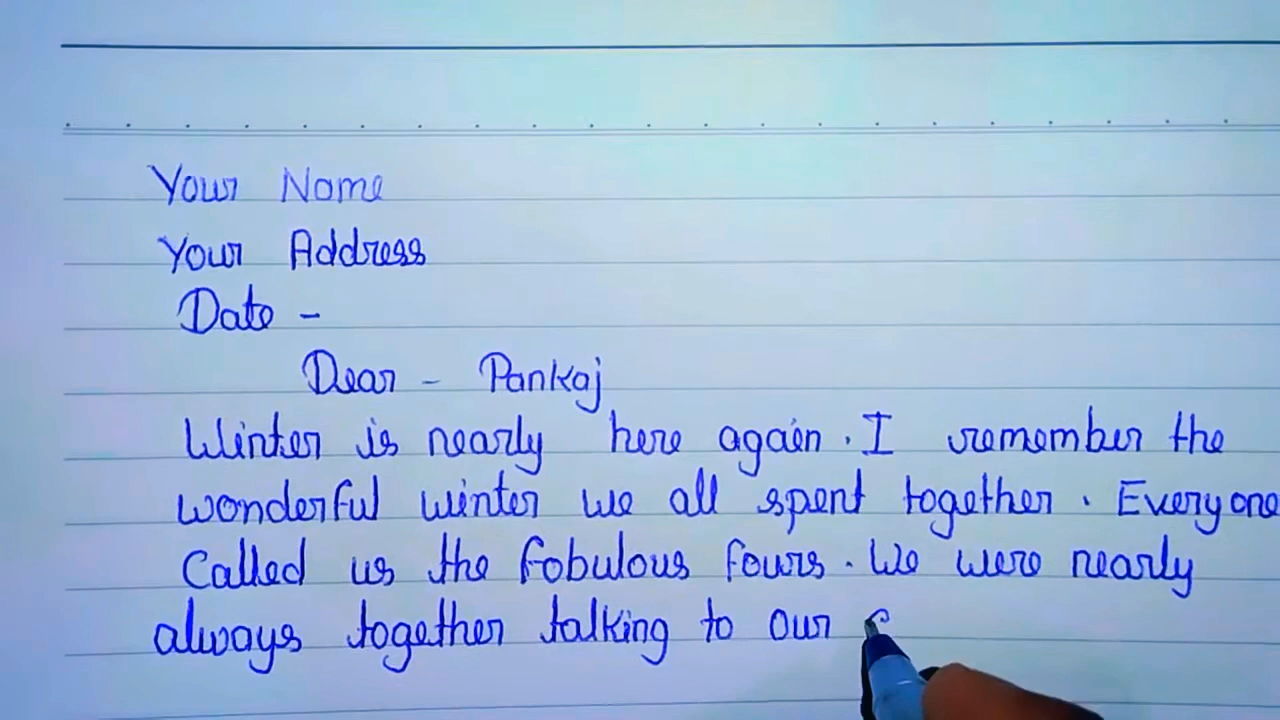 Your Name
Your Address
Date -
Dear - Pankaj
Winter is nearly here again. I remember the
wonderful winter we all spent together. Everyone
Called us the fobulous fours. We were nearly
always together talking to our